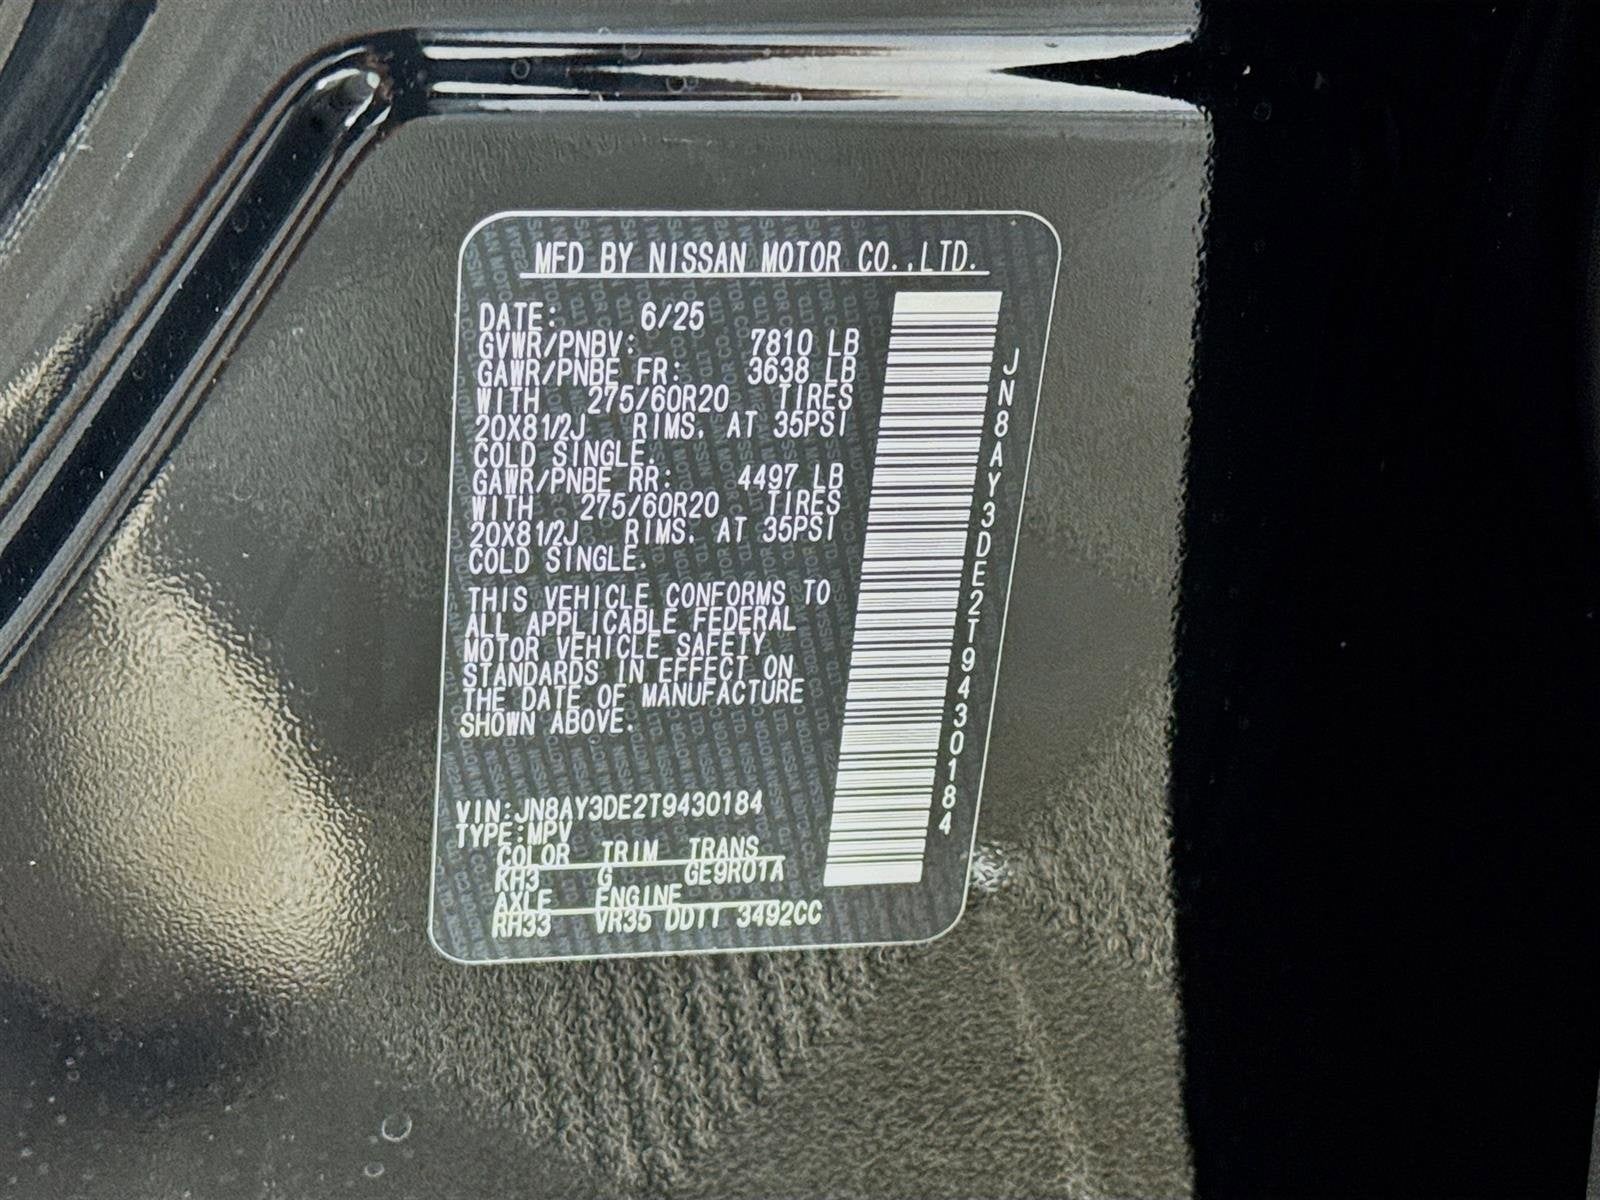 MFD BY NISSAN MOTOR CO.,LTD.
DATE: 6/25
GVWR/PNBV: 7810 LB
GAWR/PNBE FR: 3638 LB
WITH 275/60R20 TIRES
20X81/2J RIMS. AT 35PSI
COLD SINGLE.
GAWR/PNBE RR: 4497 LB
WITH 275/60R20 TIRES
20X81/2J RIMS. AT 35PSI
COLD SINGLE.
THIS VEHICLE CONFORMS TO
ALL APPLICABLE FEDERAL
MOTOR VEHICLE SAFETY
STANDARDS IN EFFECT ON
THE DATE OF MANUFACTURE
SHOWN ABOVE.
VIN:JN8AY3DE2T9430184
TYPE:MPV
COLOR TRIM TRANS
KH3 G GE9R01A
AXLE ENGINE
RH33 VR35 DDTT 3492CC
JN8AY3DE2T9430184